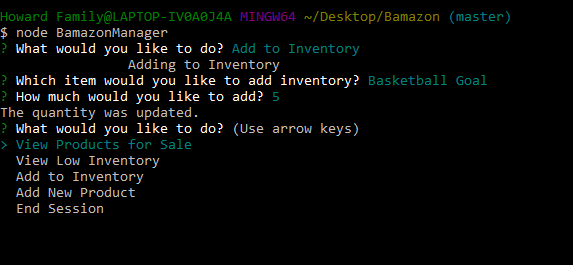 Howard Family@LAPTOP-IV0A0J4A MINGW64 ~/Desktop/Bamazon (master)
$ node BamazonManager
? What would you like to do? Add to Inventory
Adding to Inventory
? Which item would you like to add inventory? Basketball Goal
? How much would you like to add? 5
The quantity was updated.
? What would you like to do? (Use arrow keys)
> View Products for Sale
View Low Inventory
Add to Inventory
Add New Product
End Session